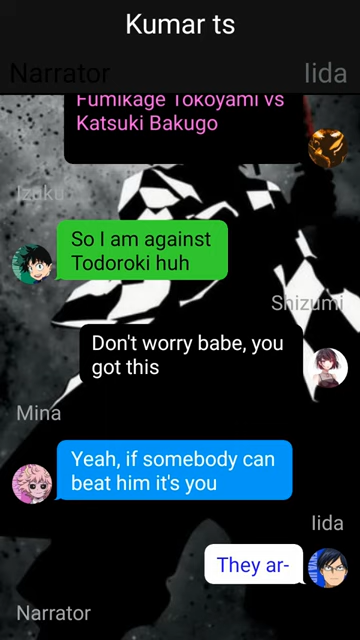 Kumar ts
Narrator
Iida
Fumikage Tokoyami vs
Katsuki Bakugo
Izuku
So I am against
Todoroki huh
Shizumi
Don't worry babe, you
got this
Mina
Yeah, if somebody can
beat him it's you
Iida
They ar-
Narrator